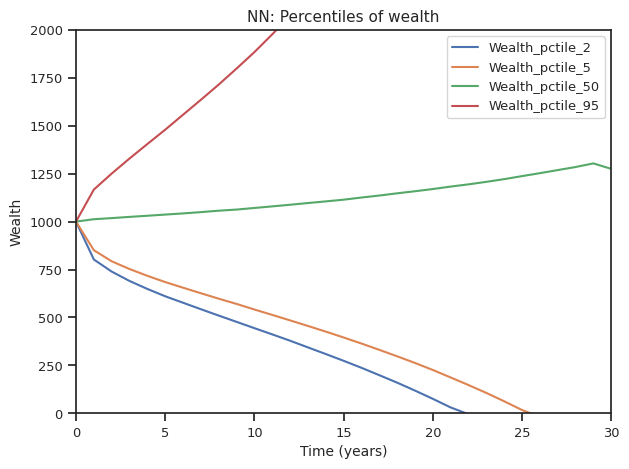 NN: Percentiles of wealth
2000
1750
1500
1250
1000
750
500
250
0
Wealth
Wealth_pctile_2
Wealth_pctile_5
Wealth_pctile_50
Wealth_pctile_95
0 5 10 15 20 25 30
Time (years)